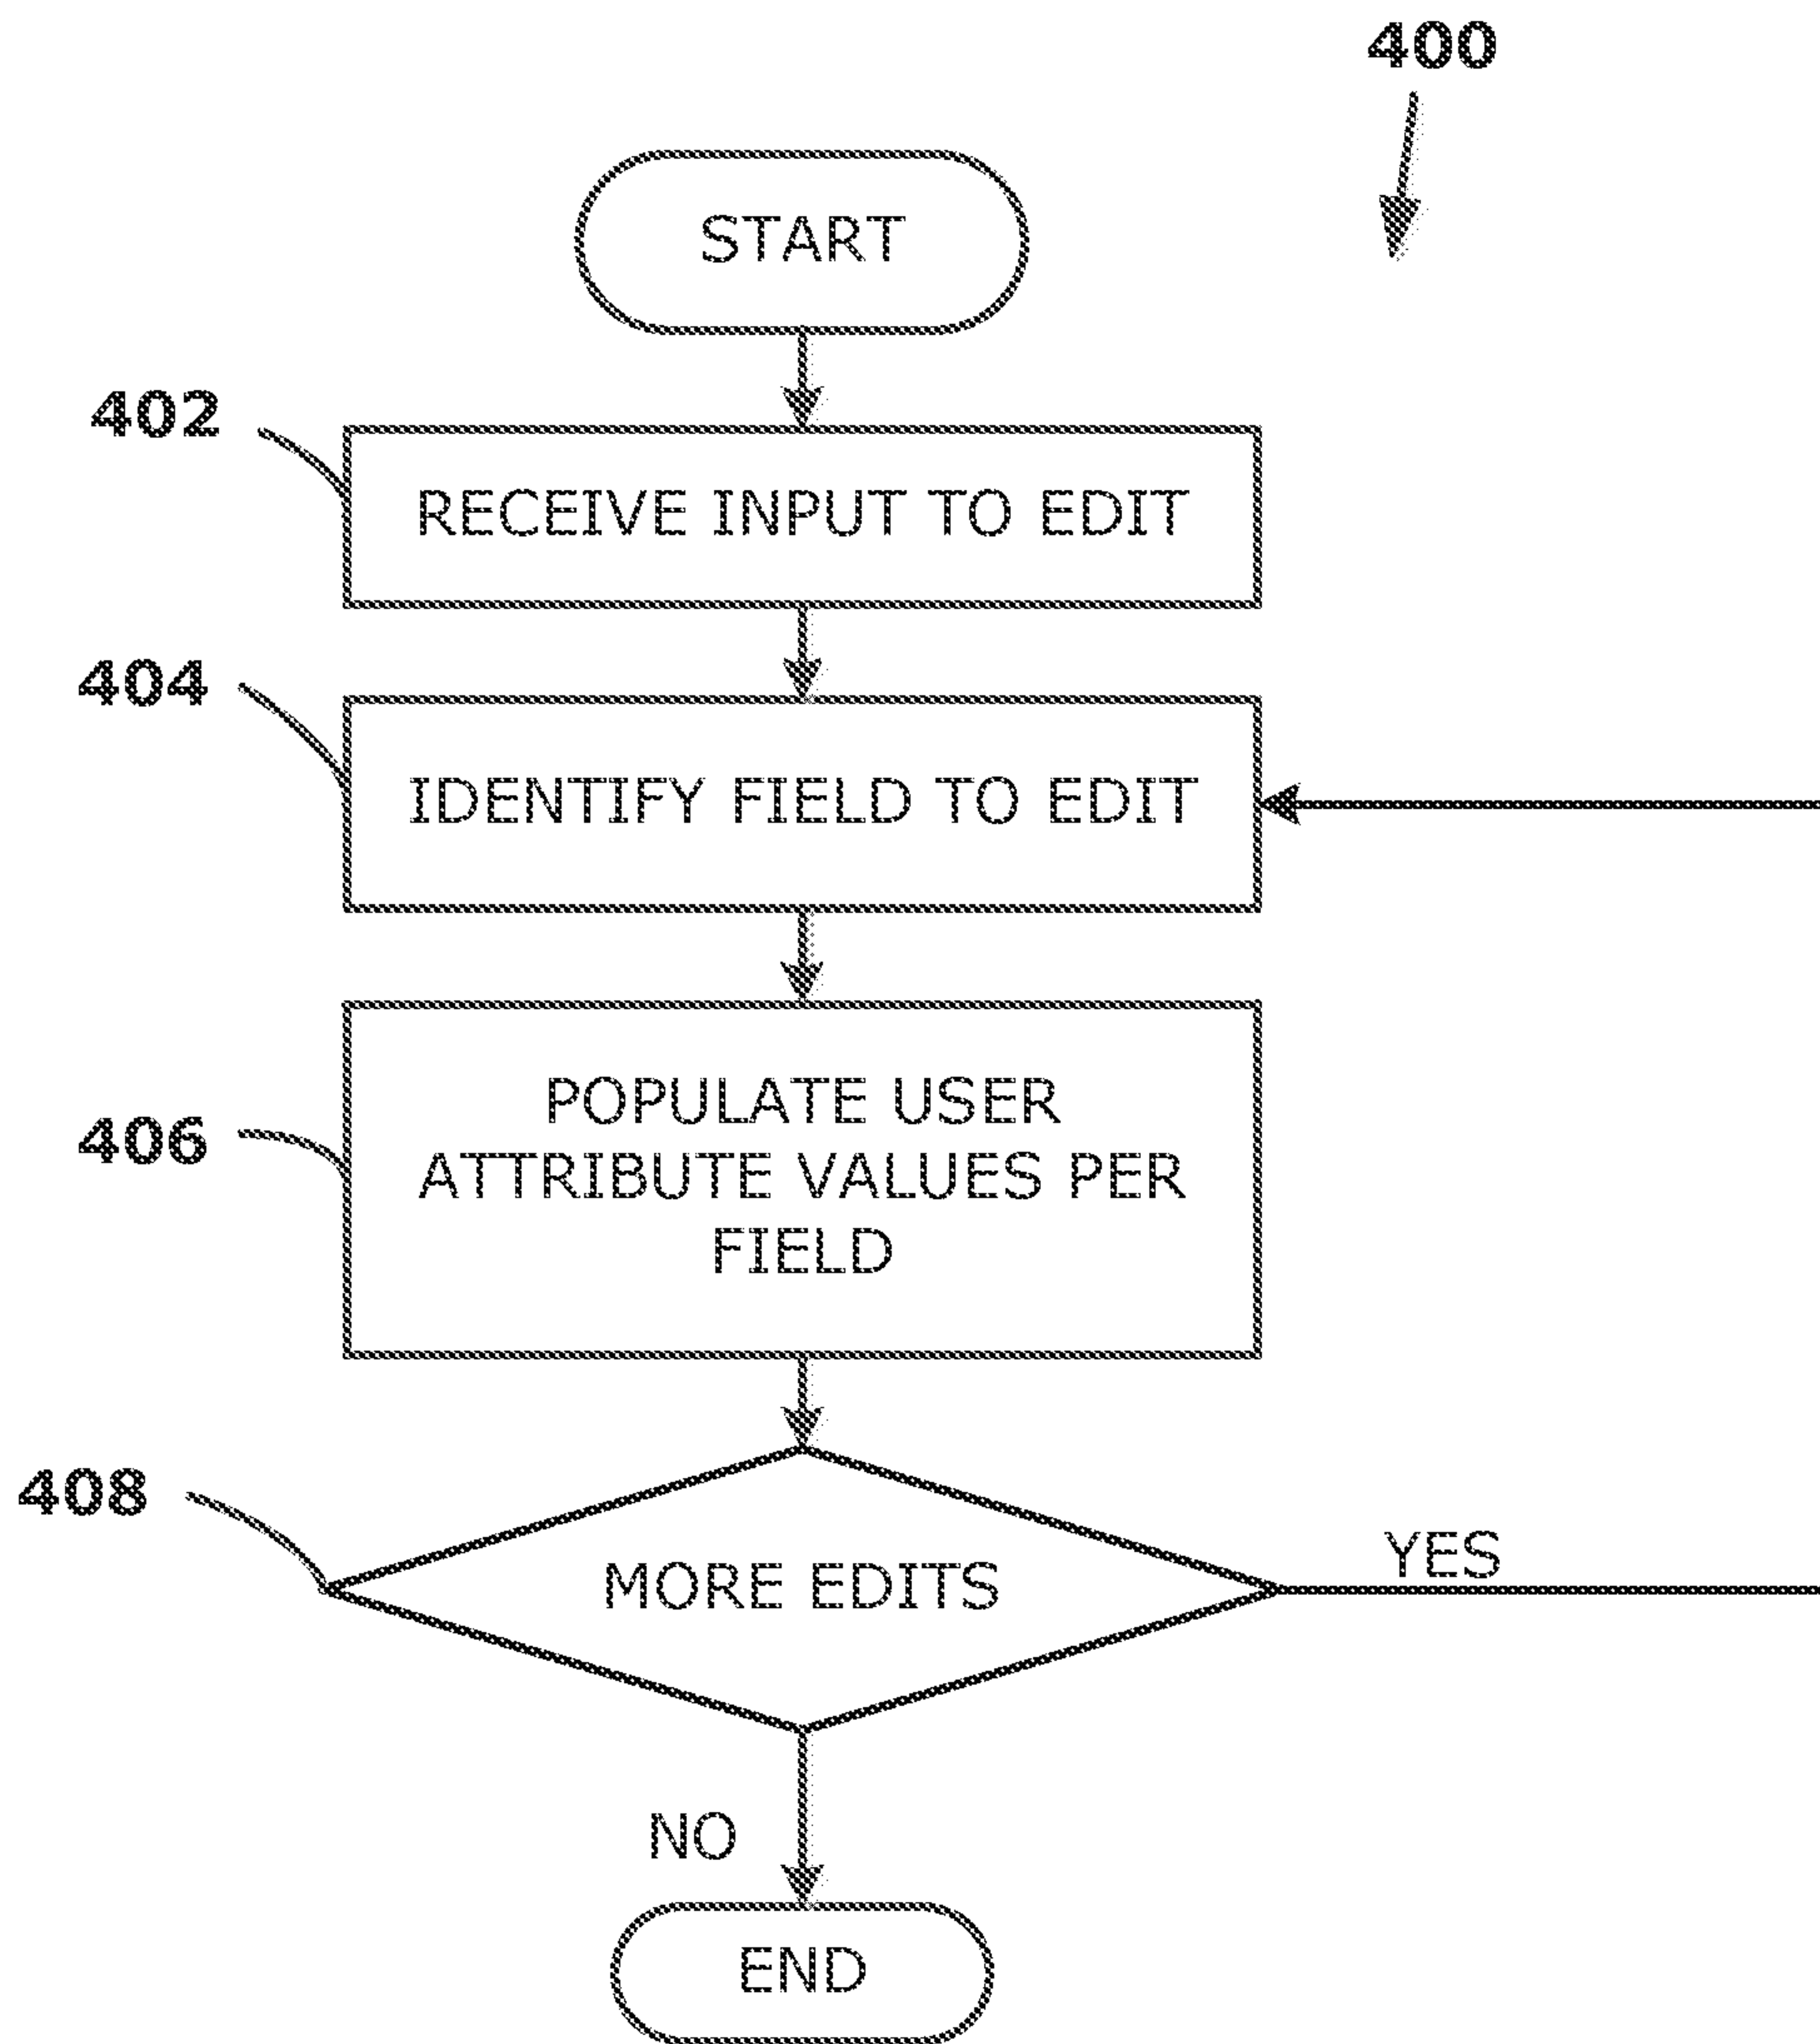 400
START
402
RECEIVE INPUT TO EDIT
404
IDENTIFY FIELD TO EDIT
406
POPULATE USER
ATTRIBUTE VALUES PER
FIELD
408
MORE EDITS
YES
NO
END